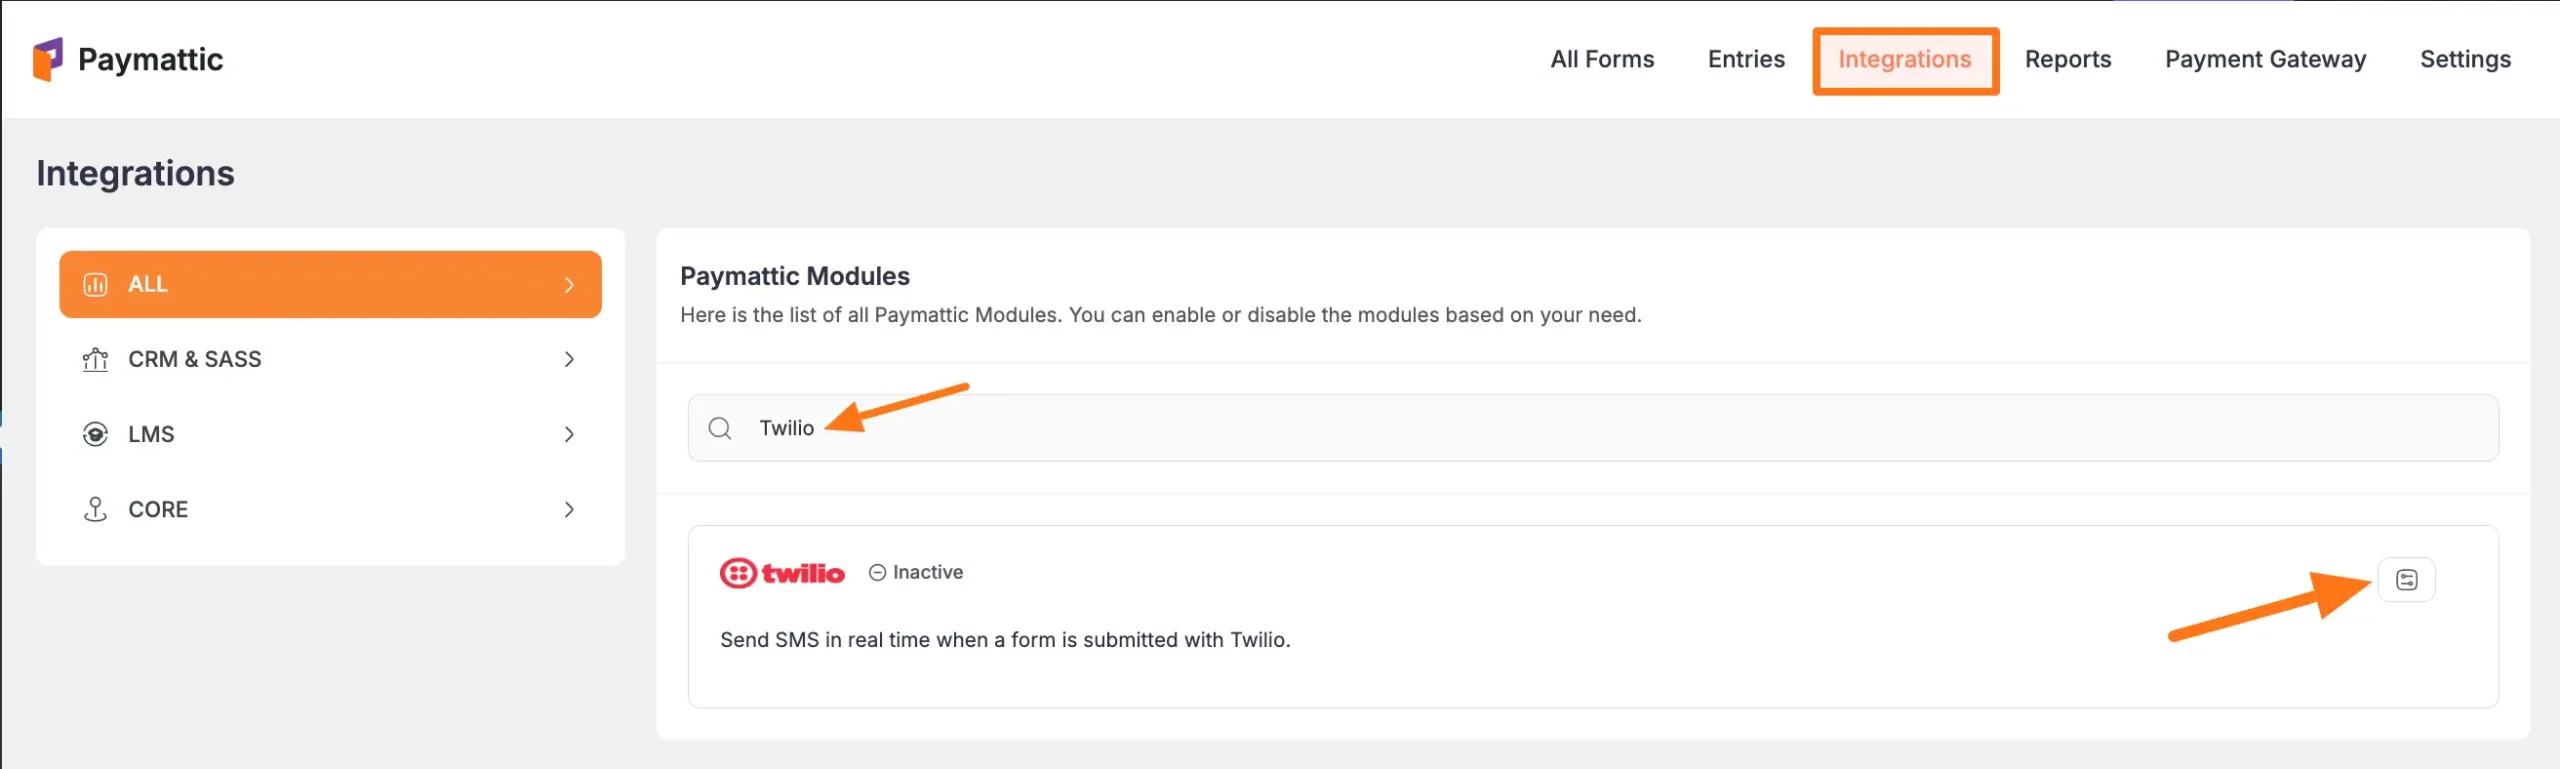 Paymattic
All Forms Entries Integrations Reports Payment Gateway Settings
Integrations
ALL
CRM & SASS
LMS
CORE
Paymattic Modules
Here is the list of all Paymattic Modules. You can enable or disable the modules based on your need.
Twilio
twilio Inactive
Send SMS in real time when a form is submitted with Twilio.